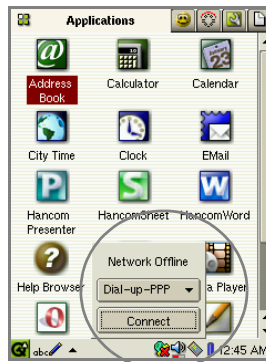 Applications
Address Book
Calculator
Calendar
23
City Time
Clock
EMail
Hancom Presenter
HancomSheet
HancomWord
Network Offline
Help Browser
Dial-up-PPP
a Player
Connect
abc
12:45 AM